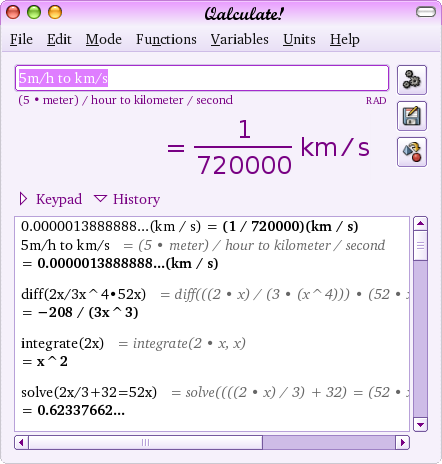 Qalculate!
File Edit Mode Functions Variables Units Help
5m/h to km/s
(5 • meter) / hour to kilometer / second RAD
= 1/720000 km/s
Keypad History
0.0000013888888...(km / s) = (1 / 720000)(km / s)
5m/h to km/s = (5 • meter) / hour to kilometer / second
= 0.0000013888888...(km / s)
diff(2x/3x^4•52x) = diff(((2 • x) / (3 • (x^4))) • (52 •
= −208 / (3x^3)
integrate(2x) = integrate(2 • x, x)
= x^2
solve(2x/3+32=52x) = solve((((2 • x) / 3) + 32) = (52 •
= 0.62337662...